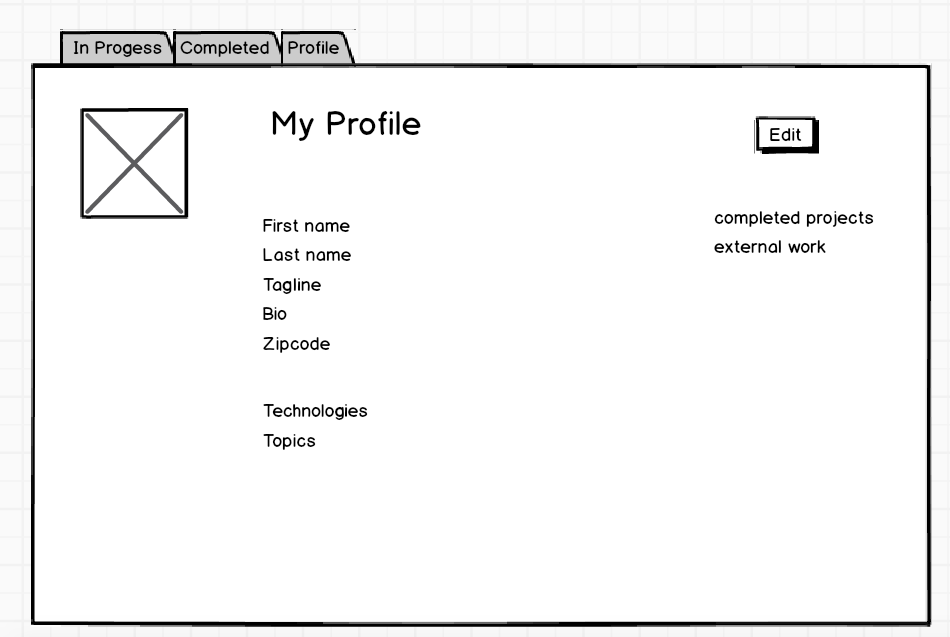 In Progess Completed Profile
My Profile
Edit
First name
Last name
Tagline
Bio
Zipcode
Technologies
Topics
completed projects
external work